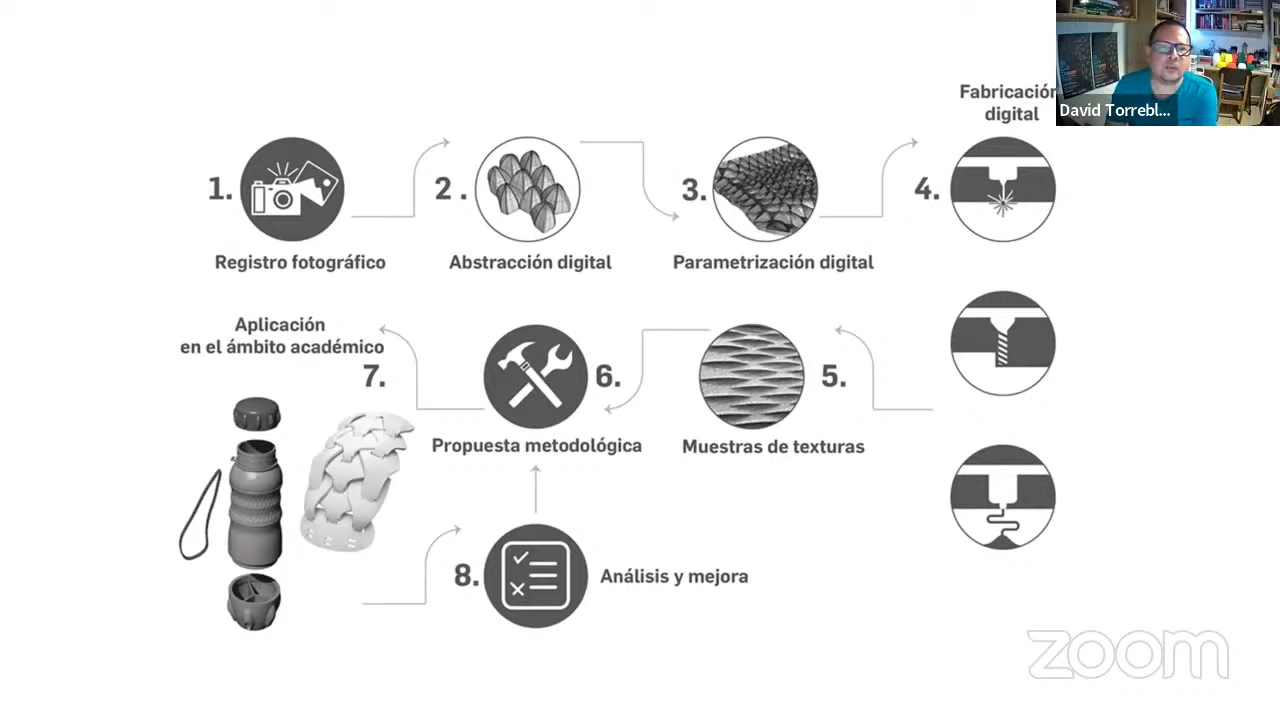 Fabricación
digital
David Torrebl...
1.
2 .
3.
4.
Registro fotográfico
Abstracción digital
Parametrización digital
Aplicación
en el ámbito académico
7.
6.
5.
Propuesta metodológica
Muestras de texturas
8.
Análisis y mejora
zoom